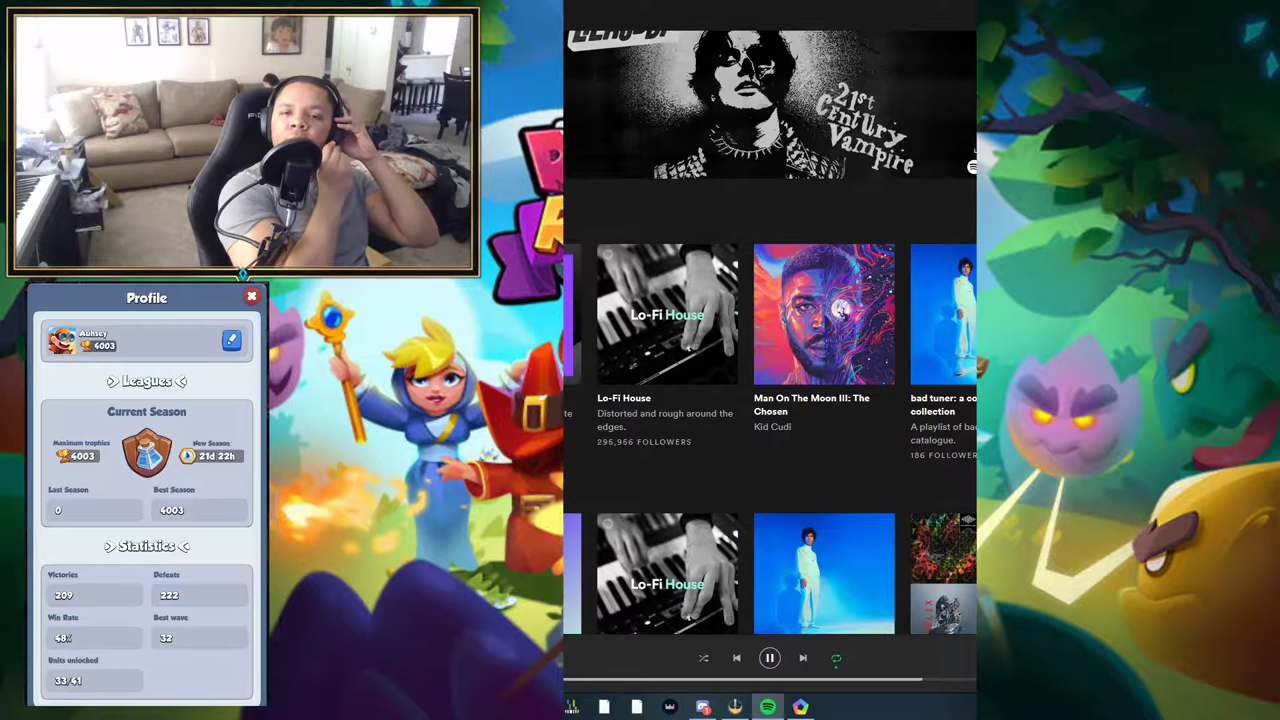 Profile
Auhsey
4003
Leagues
Current Season
Maximum trophies
4003
New Season:
21d 22h
Last Season
Best Season
0
4003
Statistics
Victories
Defeats
209
222
Win Rate
Best wave
48%
32
Units unlocked
33/41
21st
Century
Vampire
Lo-Fi House
Lo-Fi House
Distorted and rough around the
edges.
295,956 FOLLOWERS
Man On The Moon III: The
Chosen
Kid Cudi
bad tuner: a co
collection
A playlist of ba
catalogue.
186 FOLLOWER
Lo-Fi House